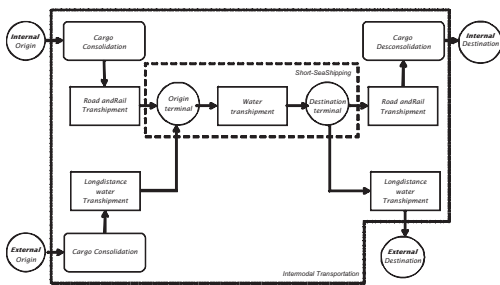 Internal
Origin
Cargo
Consolidation
Cargo
Desconsolidation
Internal
Destination
Short-SeaShipping
Road andRail
Transhipment
Origin
terminal
Water
transhipment
Destination
terminal
Road andRail
Transhipment
Longdistance
water
Transhipment
Longdistance
water
Transhipment
External
Origin
Cargo Consolidation
External
Destination
Intermodal Transportation